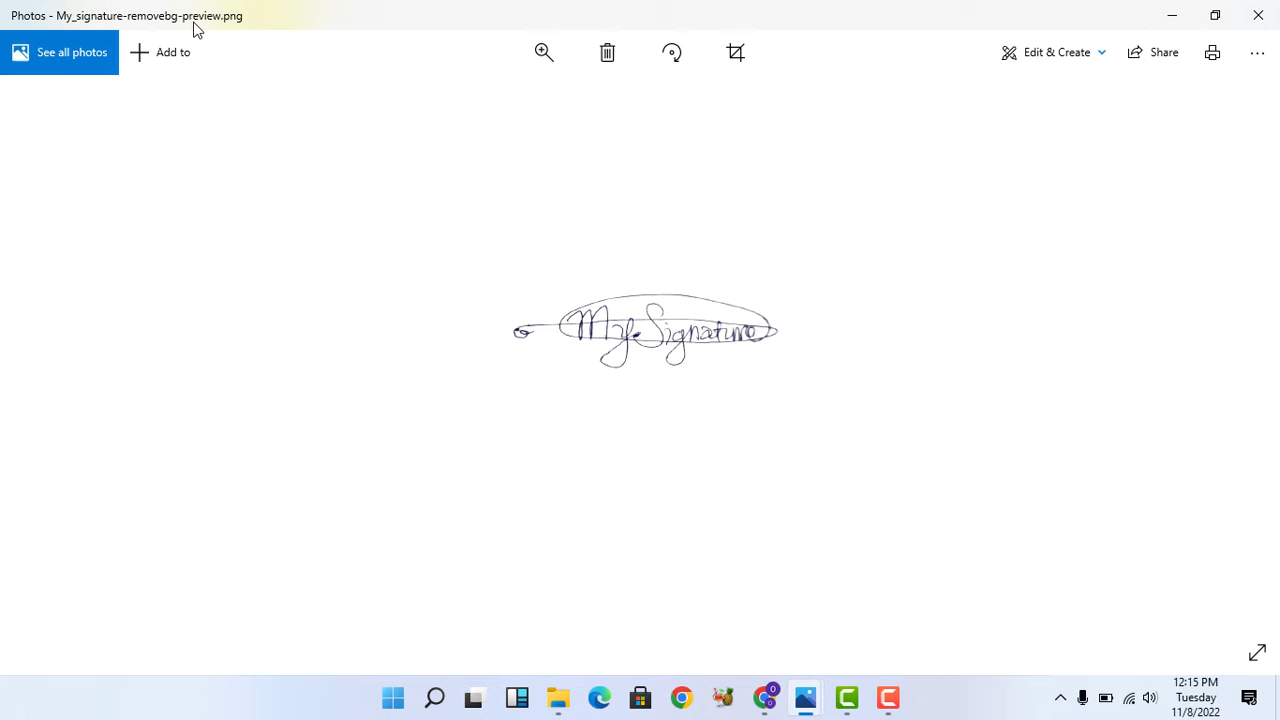 Photos - My_signature-removebg-preview.png
See all photos
Add to
Edit & Create
Share
My Signature
12:15 PM
Tuesday
11/8/2022